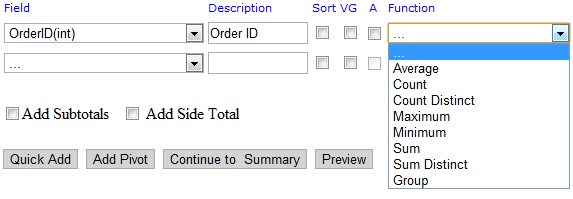 Field Description Sort VG A Function
OrderID(int) Order ID ...
... ...
Average
Count
Count Distinct
Maximum
Minimum
Sum
Sum Distinct
Group
Add Subtotals Add Side Total
Quick Add Add Pivot Continue to Summary Preview